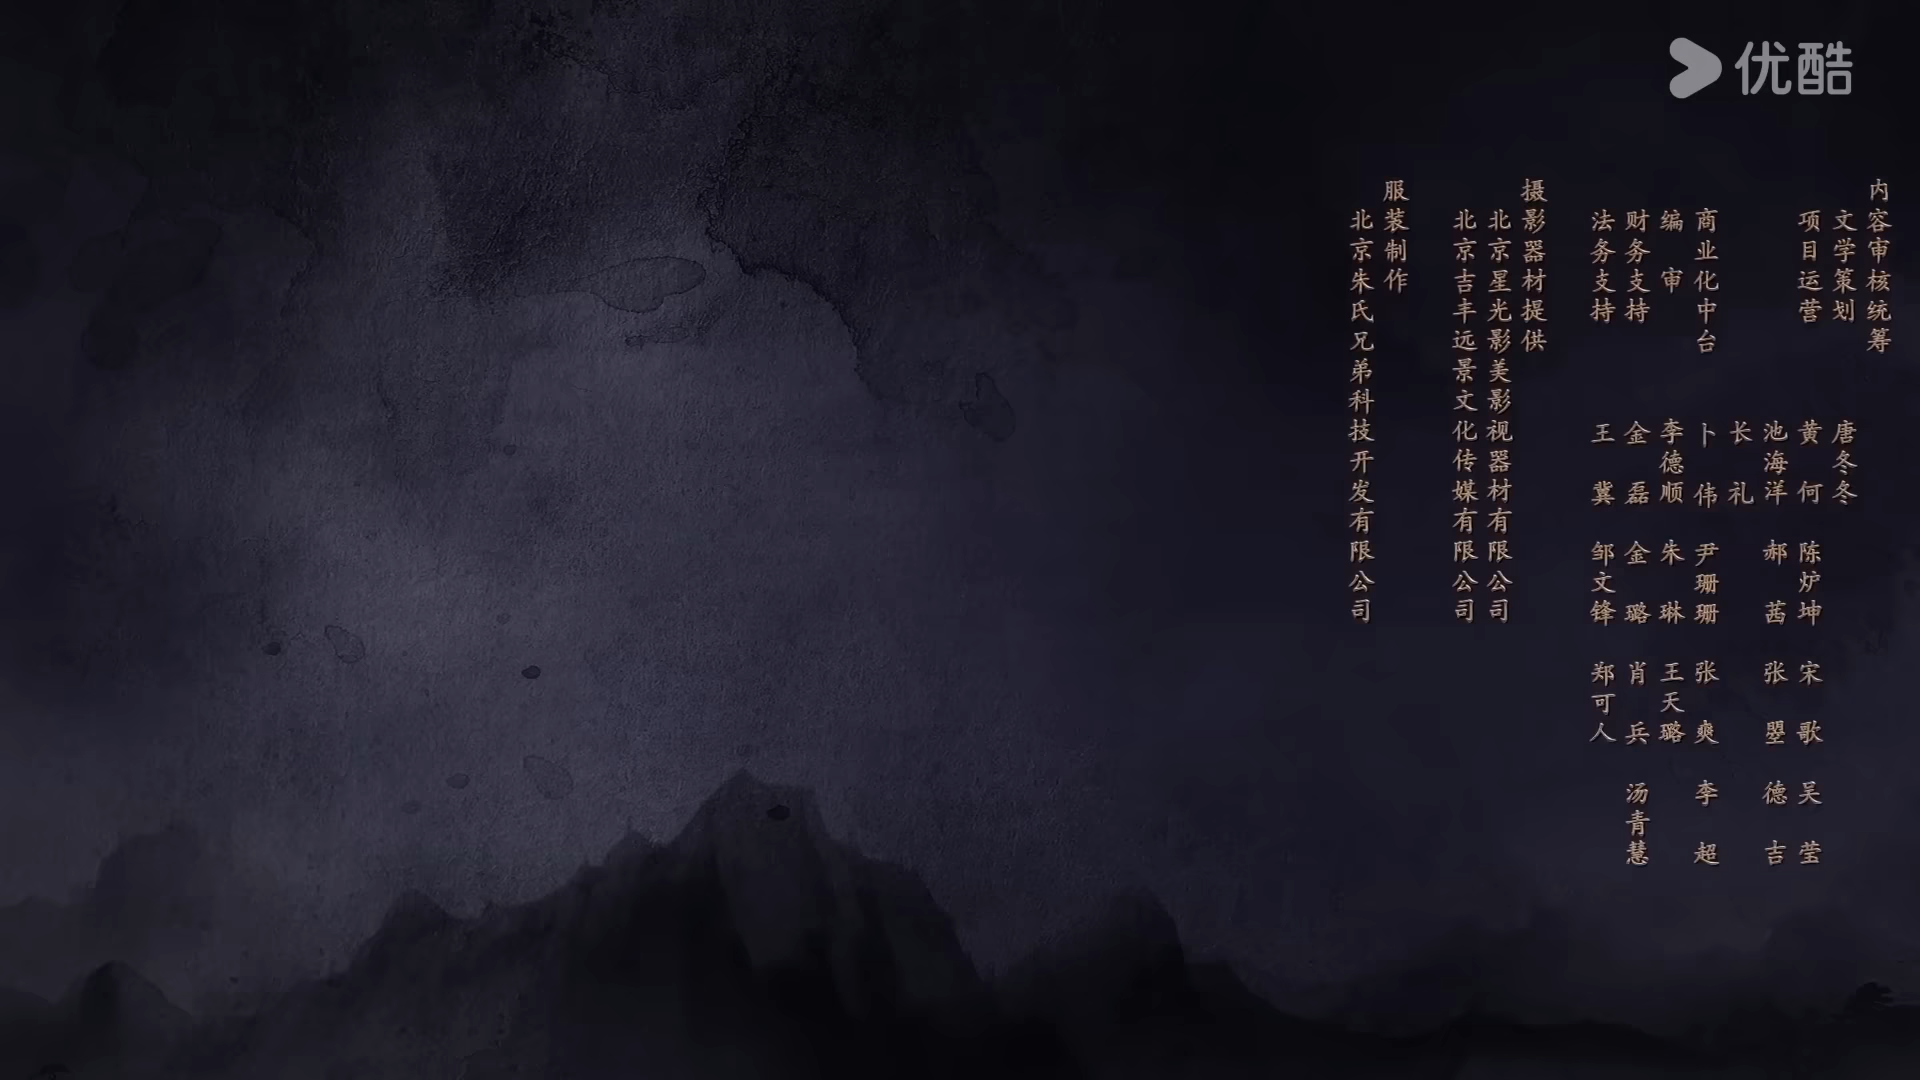 优酷
内容审核统筹
文学策划 唐冬冬
项目运营 黄何 陈炉坤 宋歌 吴莹
池海洋 郝茜 张曌 德吉
长礼
商业化中台 卜伟 尹珊珊 张爽 李超
编审 李德顺 朱琳 王天璐
财务支持 金磊 金璐 肖兵 汤青慧
法务支持 王冀 邹文锋 郑可人
摄影器材提供
北京星光影美影视器材有限公司
北京吉丰远景文化传媒有限公司
服装制作
北京朱氏兄弟科技开发有限公司